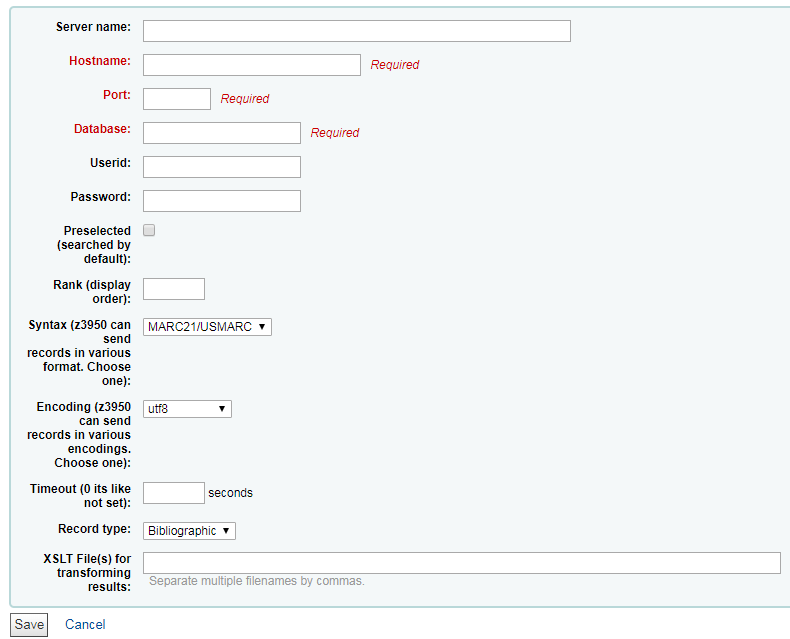 Server name:
Hostname: Required
Port: Required
Database: Required
Userid:
Password:
Preselected
(searched by
default):
Rank (display
order):
Syntax (z3950 can
send
records in various
format. Choose
one):
MARC21/USMARC
Encoding (z3950
can send
records in various
encodings.
Choose one):
utf8
Timeout (0 its like
not set):
seconds
Record type: Bibliographic
XSLT File(s) for
transforming
results:
Separate multiple filenames by commas.
Save Cancel